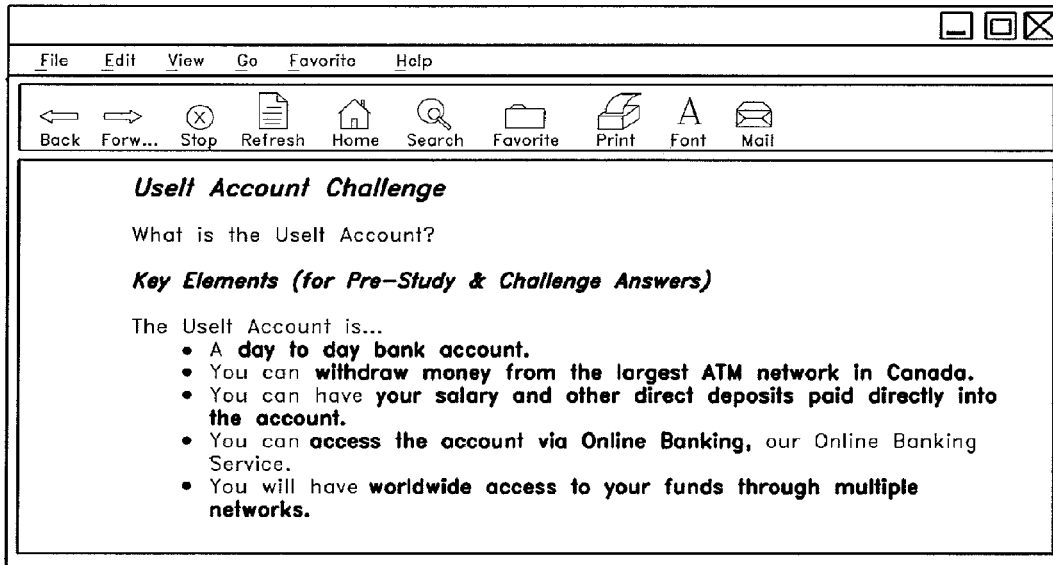 File Edit View Go Favorite Help
Back Forw... Stop Refresh Home Search Favorite Print Font Mail
UseIt Account Challenge
What is the UseIt Account?
Key Elements (for Pre-Study & Challenge Answers)
The UseIt Account is...
• A day to day bank account.
• You can withdraw money from the largest ATM network in Canada.
• You can have your salary and other direct deposits paid directly into
the account.
• You can access the account via Online Banking, our Online Banking
Service.
• You will have worldwide access to your funds through multiple
networks.